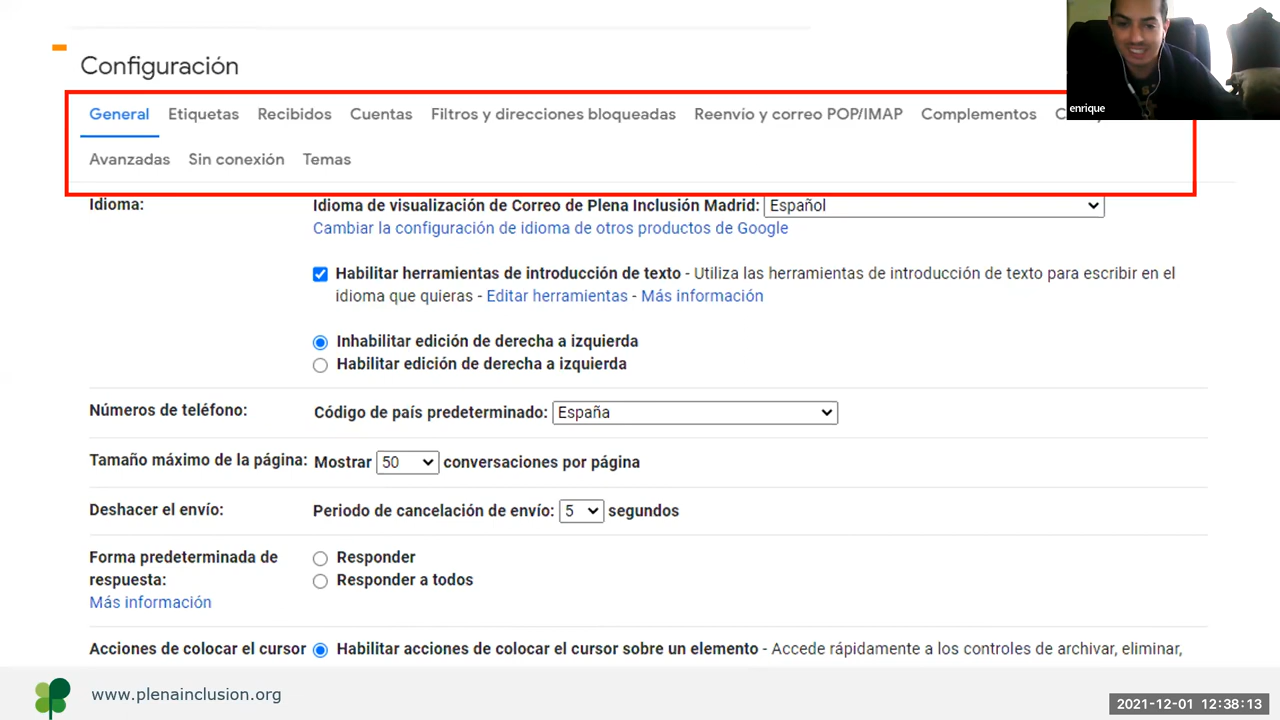 Configuración
enrique
General Etiquetas Recibidos Cuentas Filtros y direcciones bloqueadas Reenvío y correo POP/IMAP Complementos
Avanzadas Sin conexión Temas
Idioma: Idioma de visualización de Correo de Plena Inclusión Madrid: Español
Cambiar la configuración de idioma de otros productos de Google
Habilitar herramientas de introducción de texto - Utiliza las herramientas de introducción de texto para escribir en el
idioma que quieras - Editar herramientas - Más información
Inhabilitar edición de derecha a izquierda
Habilitar edición de derecha a izquierda
Números de teléfono: Código de país predeterminado: España
Tamaño máximo de la página: Mostrar 50 conversaciones por página
Deshacer el envío: Periodo de cancelación de envío: 5 segundos
Forma predeterminada de Responder
respuesta: Responder a todos
Más información
Acciones de colocar el cursor Habilitar acciones de colocar el cursor sobre un elemento - Accede rápidamente a los controles de archivar, eliminar,
www.plenainclusion.org
2021-12-01 12:38:13